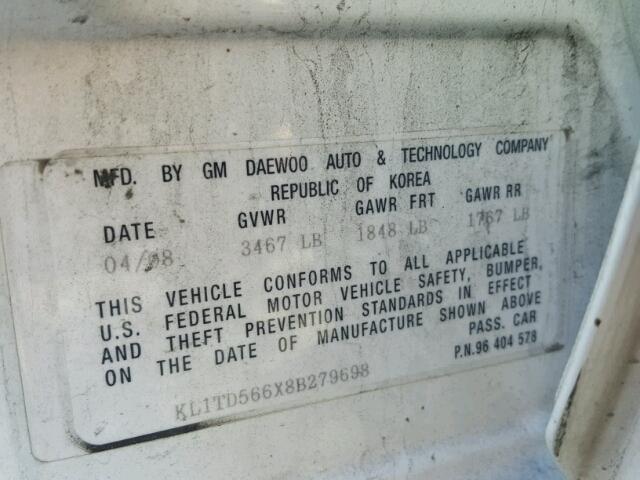 MFD. BY GM DAEWOO AUTO & TECHNOLOGY COMPANY
REPUBLIC OF KOREA
DATE GVWR GAWR FRT GAWR RR
04/08 3467 LB 1848 LB 1767 LB
THIS VEHICLE CONFORMS TO ALL APPLICABLE
U.S. FEDERAL MOTOR VEHICLE SAFETY, BUMPER,
AND THEFT PREVENTION STANDARDS IN EFFECT
ON THE DATE OF MANUFACTURE SHOWN ABOVE
PASS. CAR
P.N.96 404 578
KL1TD566X8B279698